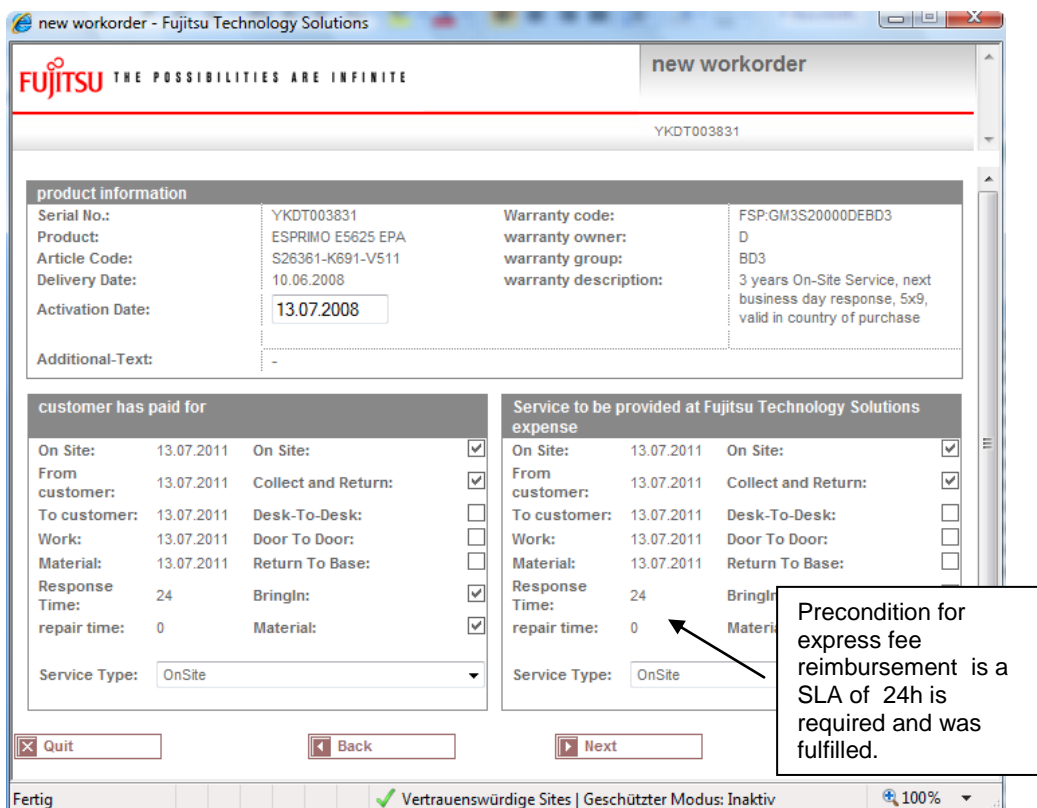 new workorder - Fujitsu Technology Solutions
FUJITSU THE POSSIBILITIES ARE INFINITE
new workorder
YKDT003831
product information
Serial No.: YKDT003831 Warranty code: FSP:GM3S20000DEBD3
Product: ESPRIMO E5625 EPA warranty owner: D
Article Code: S26361-K691-V511 warranty group: BD3
Delivery Date: 10.06.2008 warranty description: 3 years On-Site Service, next
business day response, 5x9,
Activation Date: 13.07.2008
valid in country of purchase
Additional-Text: -
customer has paid for
On Site: 13.07.2011 On Site:
From
customer: 13.07.2011 Collect and Return:
To customer: 13.07.2011 Desk-To-Desk:
Work: 13.07.2011 Door To Door:
Material: 13.07.2011 Return To Base:
Response
Time: 24 BringIn:
repair time: 0 Material:
Service Type: OnSite
Service to be provided at Fujitsu Technology Solutions
expense
On Site: 13.07.2011 On Site:
From
customer: 13.07.2011 Collect and Return:
To customer: 13.07.2011 Desk-To-Desk:
Work: 13.07.2011 Door To Door:
Material: 13.07.2011 Return To Base:
Response
Time: 24
repair time: 0
Service Type: OnSite
Precondition for
express fee
reimbursement is a
SLA of 24h is
required and was
fulfilled.
Quit
Back
Next
Fertig
Vertrauenswürdige Sites | Geschützter Modus: Inaktiv
100%